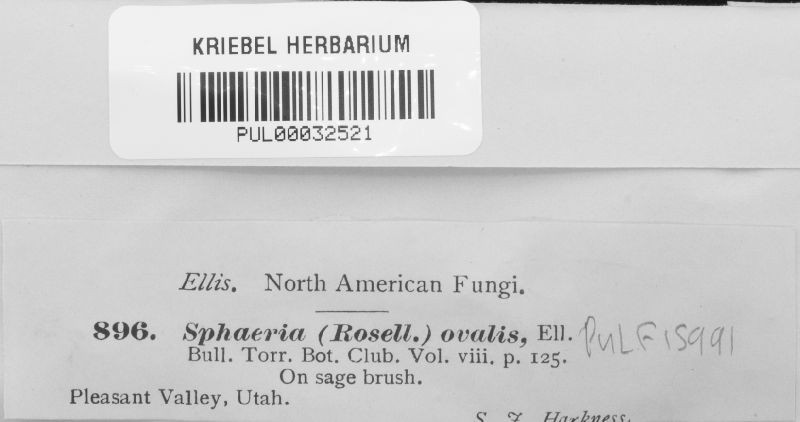 KRIEBEL HERBARIUM
PUL00032521
Ellis. North American Fungi.
896. Sphaeria (Rosell.) ovalis, Ell. PULF15991
Bull. Torr. Bot. Club. Vol. viii. p. 125.
On sage brush.
Pleasant Valley, Utah.
S. J. Harkness.